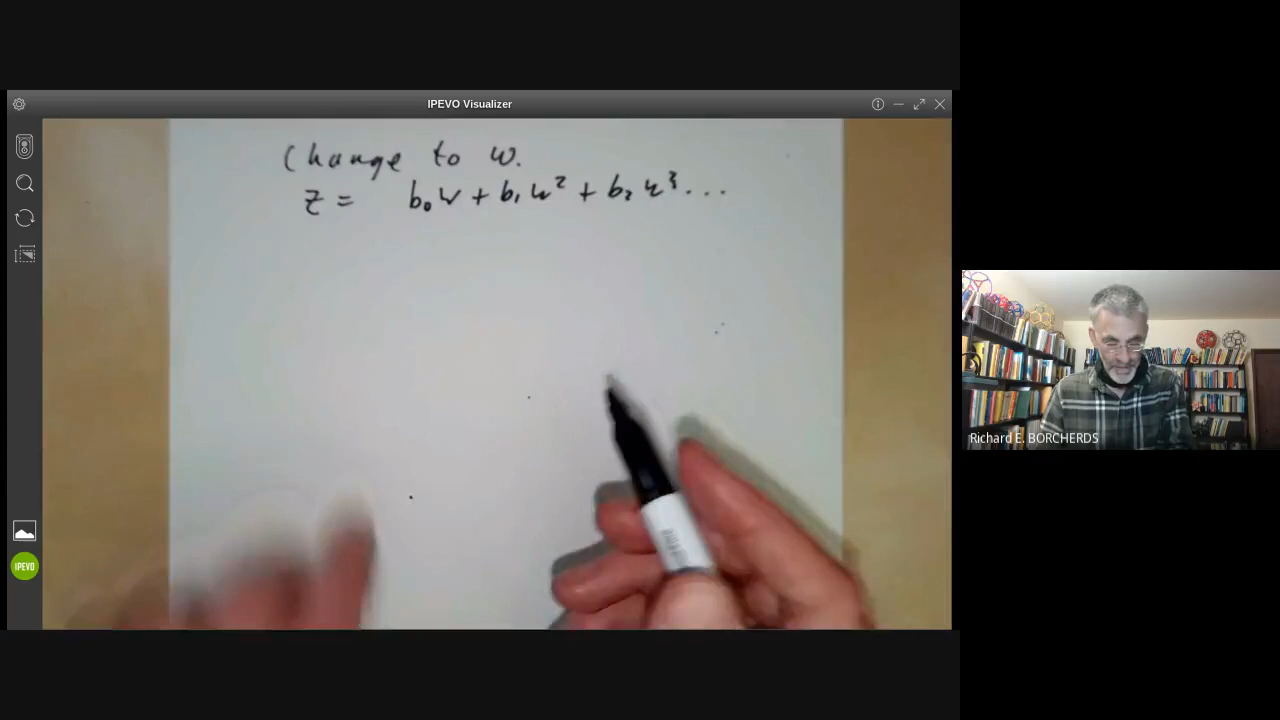 IPEVO Visualizer
Change to w.
z = b₀w + b₁w² + b₂w³...
Richard E. BORCHERDS
IPEVO